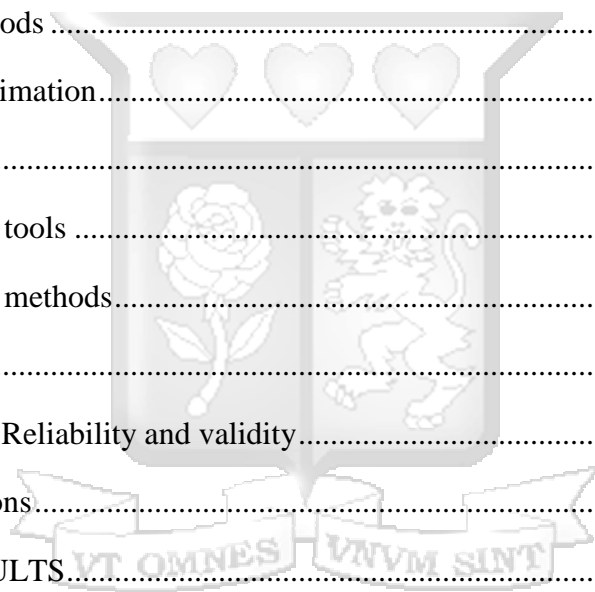 ods ..........................................................................
imation....................................................................
................................................................................
tools .......................................................................
methods..................................................................
................................................................................
Reliability and validity.......................................
ons...........................................................................
ULTS.......................................................................
VT OMNES VNVM SINT